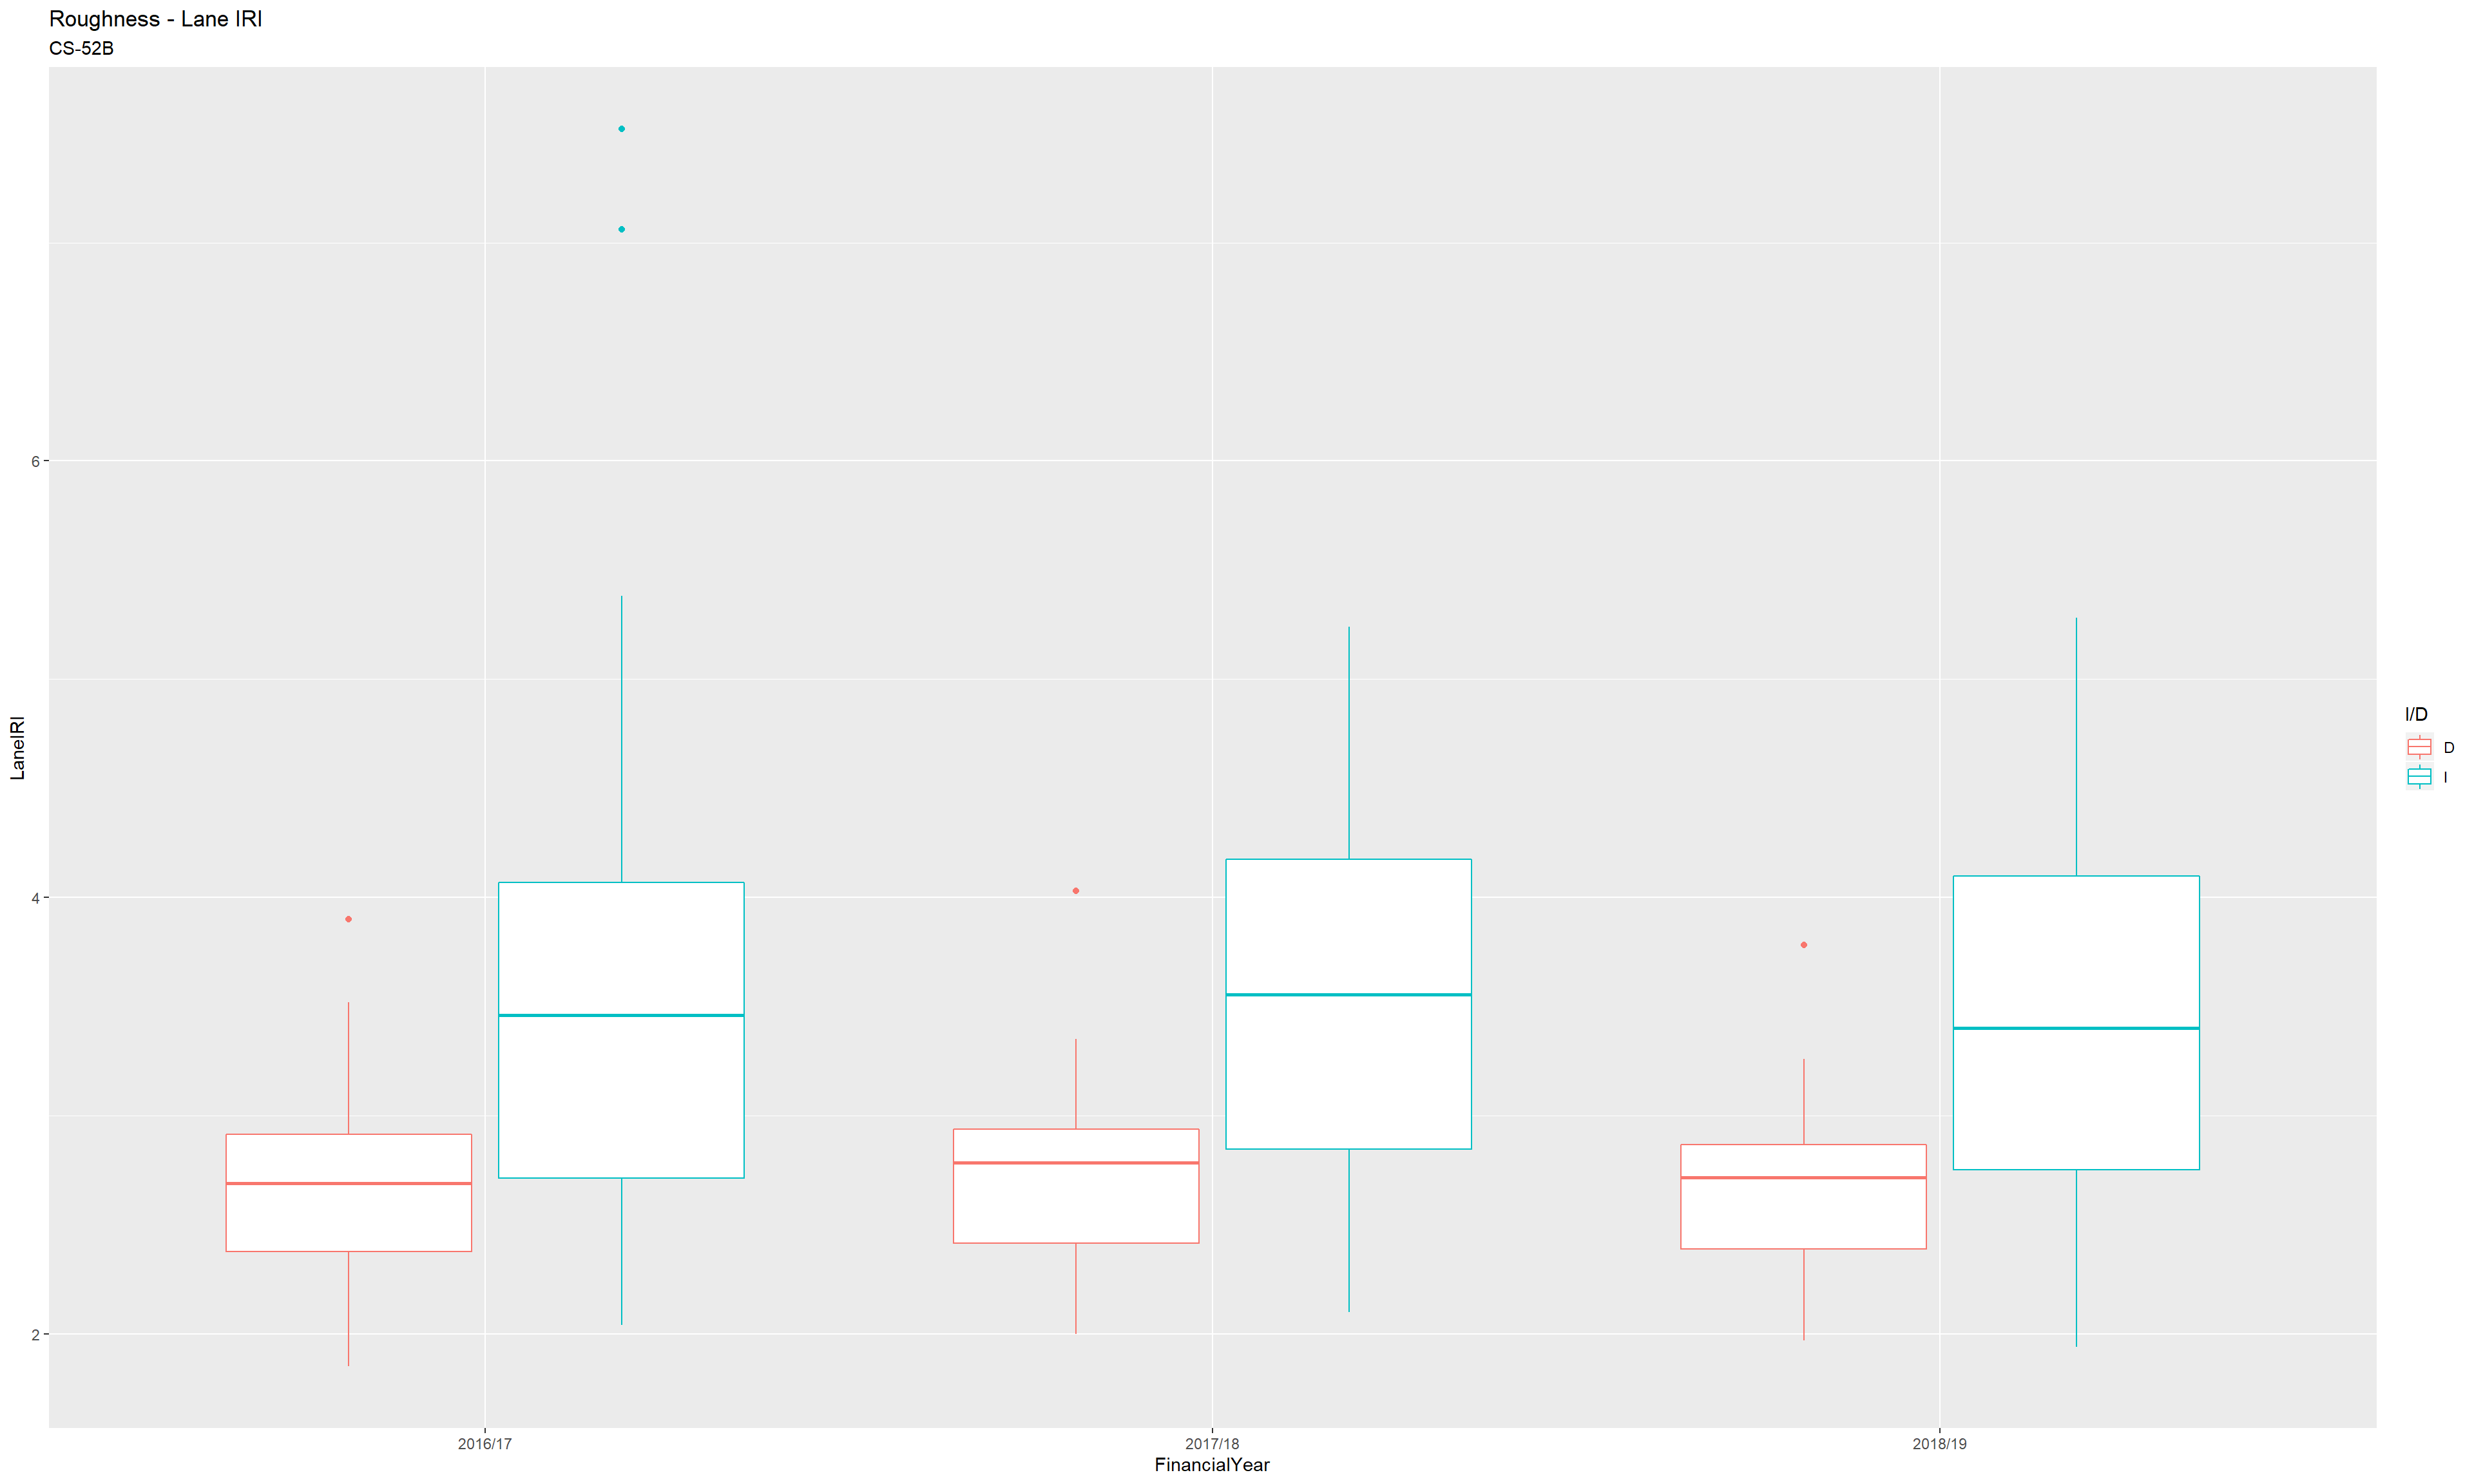 Roughness - Lane IRI
CS-52B
LaneIRI
6
4
2
2016/17
2017/18
2018/19
FinancialYear
I/D
D
I